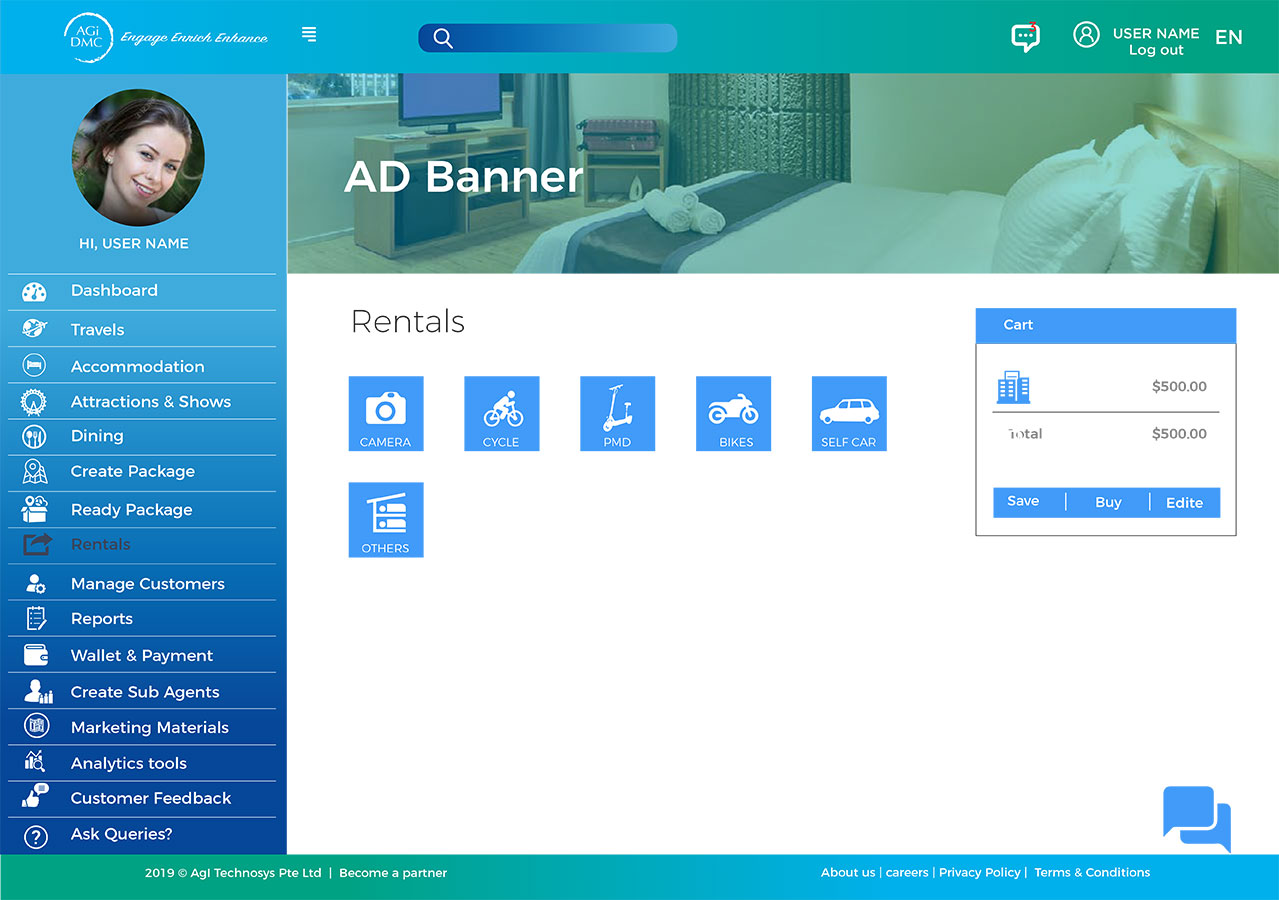 AGi
DMC
Engage Enrich Enhance
3
USER NAME
Log out
EN
HI, USER NAME
AD Banner
Dashboard
Travels
Accommodation
Attractions & Shows
Dining
Create Package
Ready Package
Rentals
Manage Customers
Reports
Wallet & Payment
Create Sub Agents
Marketing Materials
Analytics tools
Customer Feedback
Ask Queries?
Rentals
CAMERA
CYCLE
PMD
BIKES
SELF CAR
OTHERS
Cart
$500.00
Total
$500.00
Save | Buy | Edite
2019 © AgI Technosys Pte Ltd | Become a partner
About us | careers | Privacy Policy | Terms & Conditions